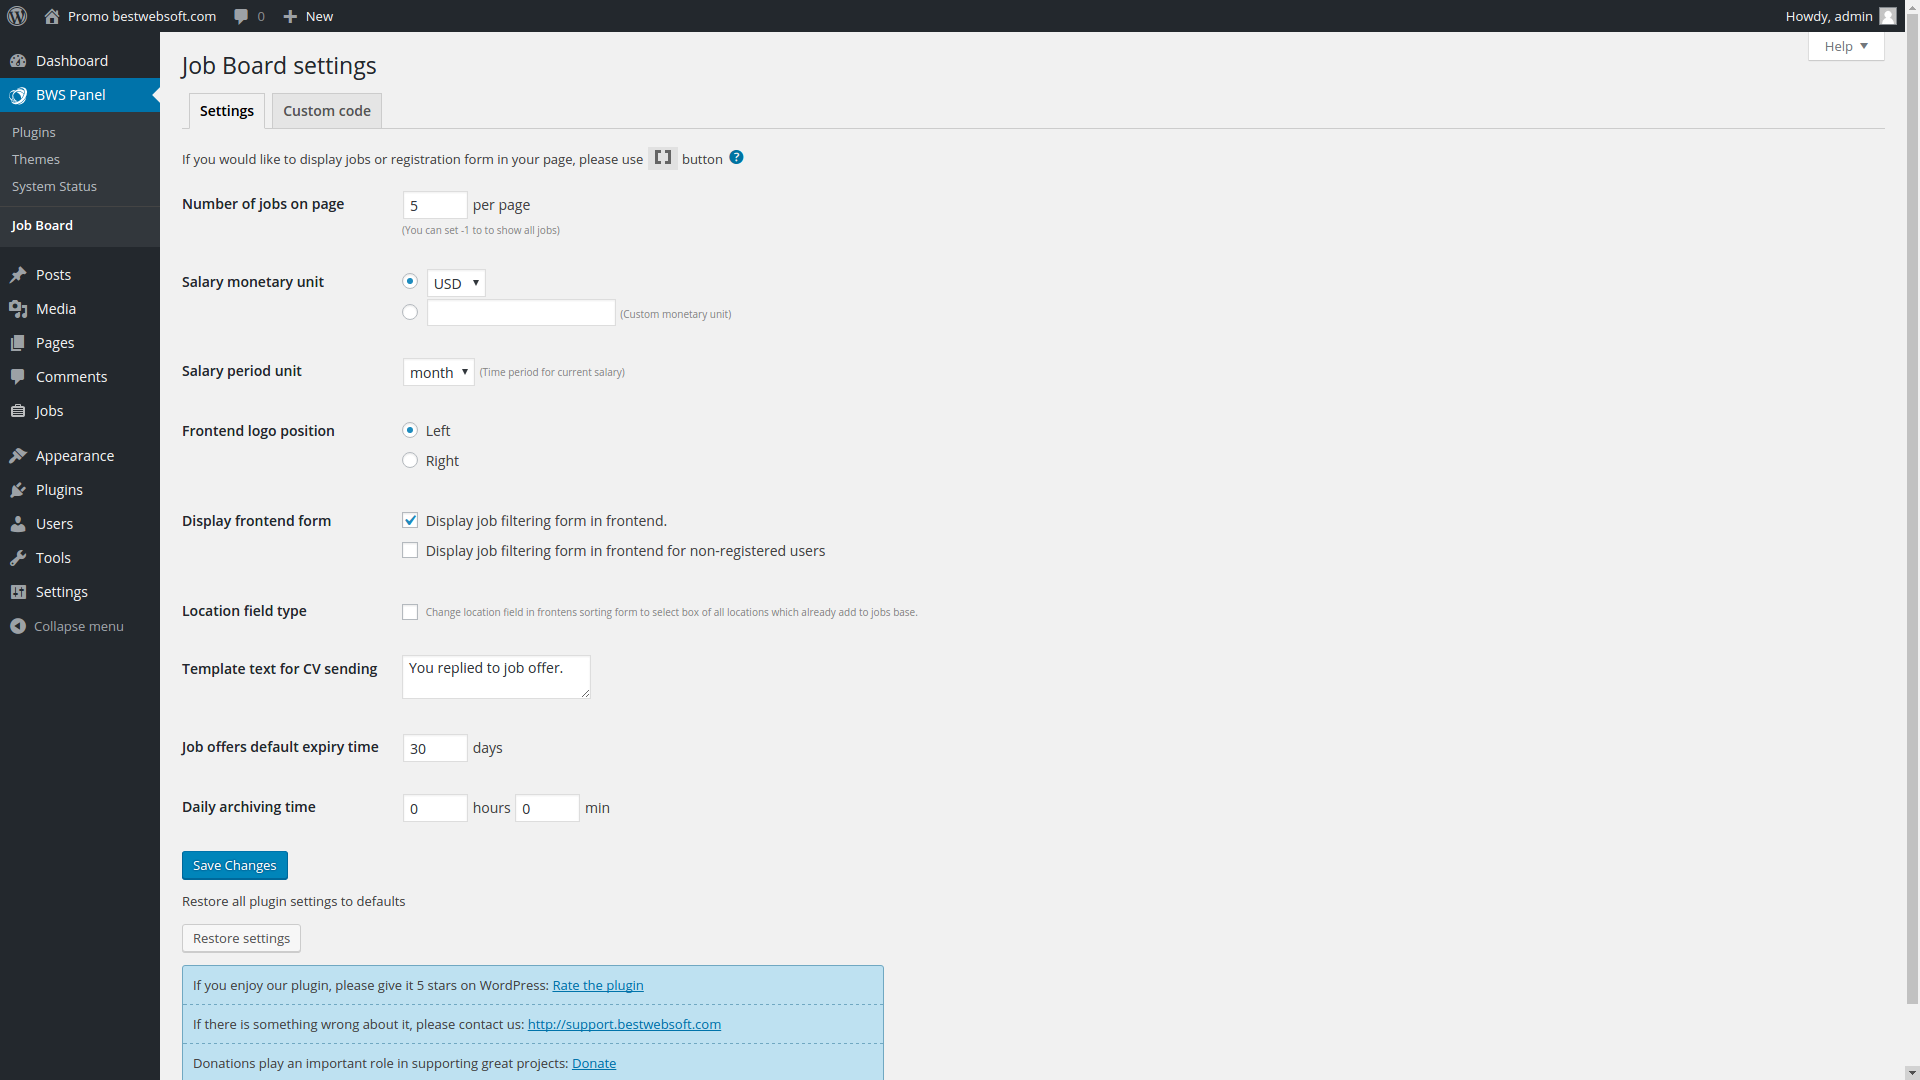 Promo bestwebsoft.com 0 New Howdy, admin
Help
Dashboard
BWS Panel
Plugins
Themes
System Status
Job Board
Posts
Media
Pages
Comments
Jobs
Appearance
Plugins
Users
Tools
Settings
Collapse menu
Job Board settings
Settings Custom code
If you would like to display jobs or registration form in your page, please use [] button ?
Number of jobs on page 5 per page
(You can set -1 to to show all jobs)
Salary monetary unit USD
(Custom monetary unit)
Salary period unit month (Time period for current salary)
Frontend logo position Left
Right
Display frontend form Display job filtering form in frontend.
Display job filtering form in frontend for non-registered users
Location field type Change location field in frontens sorting form to select box of all locations which already add to jobs base.
Template text for CV sending You replied to job offer.
Job offers default expiry time 30 days
Daily archiving time 0 hours 0 min
Save Changes
Restore all plugin settings to defaults
Restore settings
If you enjoy our plugin, please give it 5 stars on WordPress: Rate the plugin
If there is something wrong about it, please contact us: http://support.bestwebsoft.com
Donations play an important role in supporting great projects: Donate